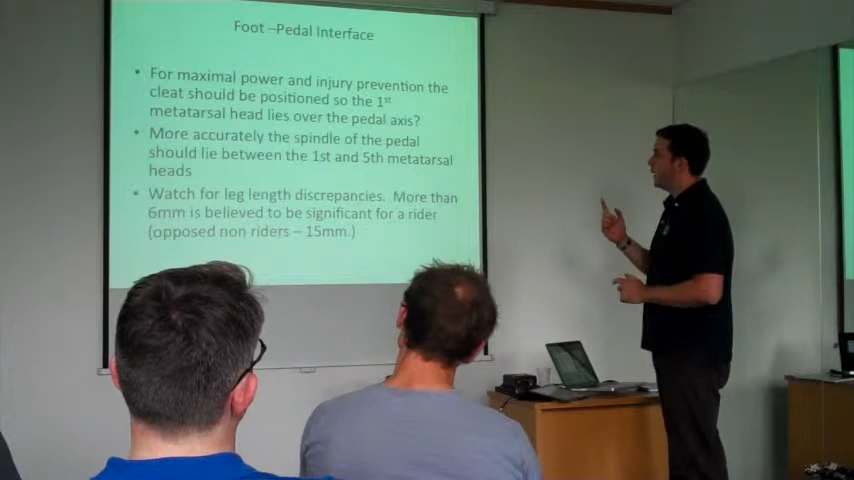 Foot –Pedal Interface
• For maximal power and injury prevention the
cleat should be positioned so the 1st
metatarsal head lies over the pedal axis?
• More accurately the spindle of the pedal
should lie between the 1st and 5th metatarsal
heads
• Watch for leg length discrepancies. More than
6mm is believed to be significant for a rider
(opposed non riders – 15mm.)